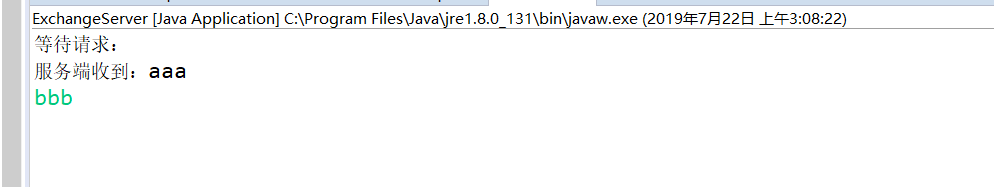 ExchangeServer [Java Application] C:\Program Files\Java\jre1.8.0_131\bin\javaw.exe (2019年7月22日 上午3:08:22)
等待请求：
服务端收到：aaa
bbb